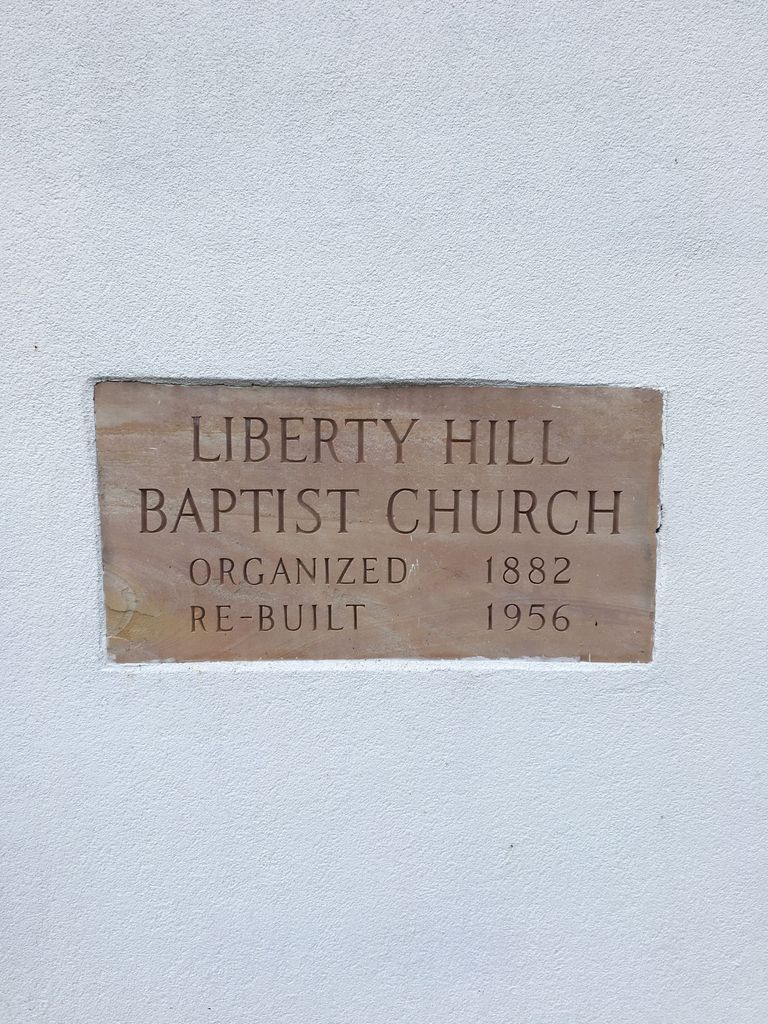 LIBERTY HILL
BAPTIST CHURCH
ORGANIZED 1882
RE-BUILT 1956